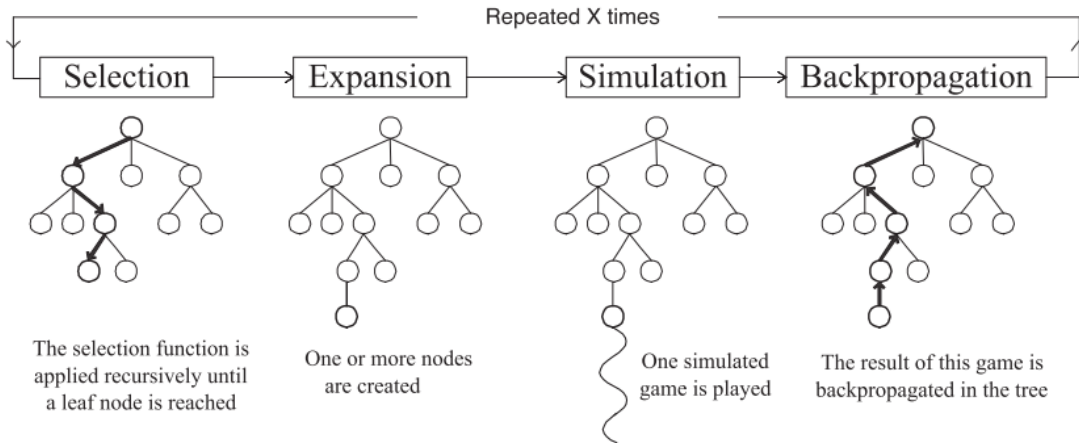 Repeated X times
Selection
Expansion
Simulation
Backpropagation
The selection function is
applied recursively until
a leaf node is reached
One or more nodes
are created
One simulated
game is played
The result of this game is
backpropagated in the tree